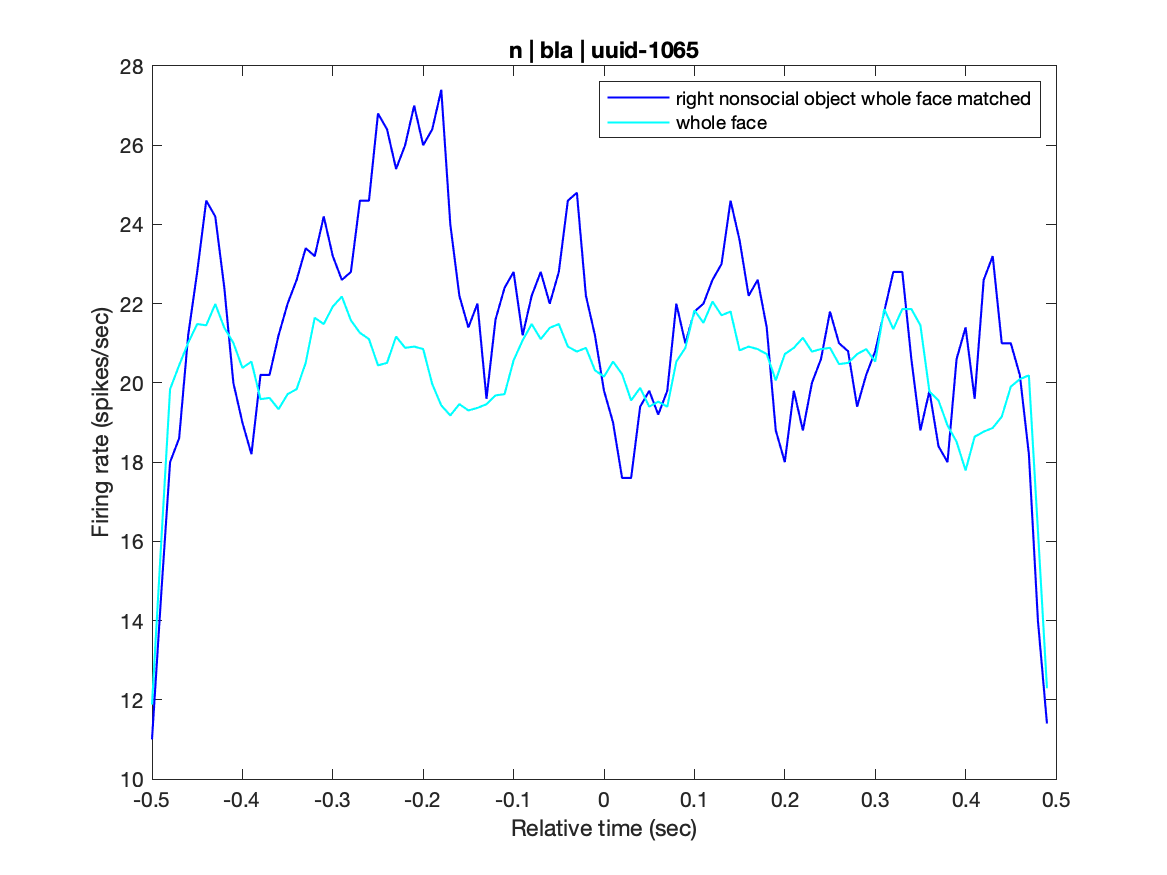 n | bla | uuid-1065
right nonsocial object whole face matched
whole face
Firing rate (spikes/sec)
28
26
24
22
20
18
16
14
12
10
-0.5 -0.4 -0.3 -0.2 -0.1 0 0.1 0.2 0.3 0.4 0.5
Relative time (sec)